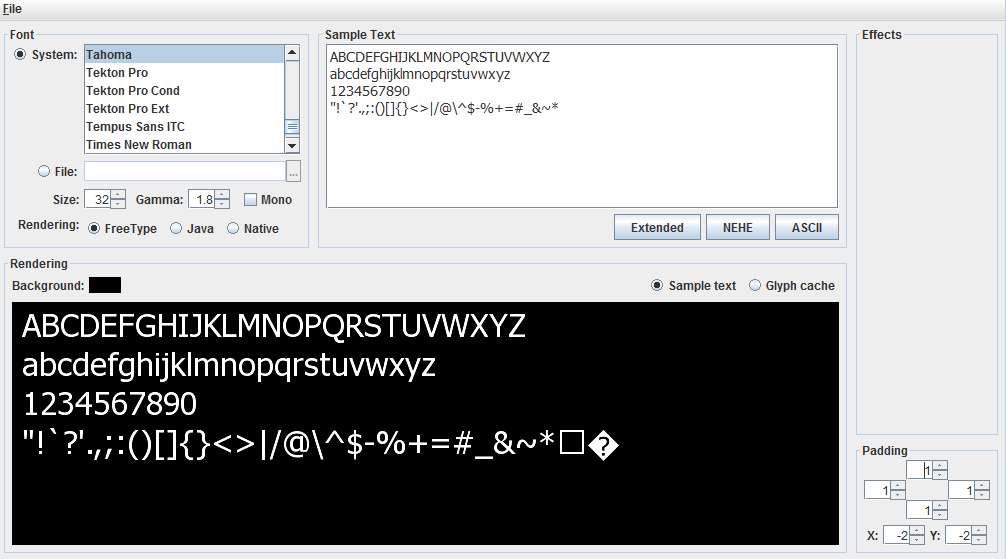 File
Font
System:
Tahoma
Tekton Pro
Tekton Pro Cond
Tekton Pro Ext
Tempus Sans ITC
Times New Roman
File:
...
Size: 32 Gamma: 1.8 Mono
Rendering: FreeType Java Native
Sample Text
ABCDEFGHIJKLMNOPQRSTUVWXYZ
abcdefghijklmnopqrstuvwxyz
1234567890
"!`?'.,;:()[]{}<>|/@\^$-%+=#_&~*
Extended NEHE ASCII
Rendering
Background: Sample text Glyph cache
ABCDEFGHIJKLMNOPQRSTUVWXYZ
abcdefghijklmnopqrstuvwxyz
1234567890
"!`?'.,;:()[]{}<>|/@\^$-%+=#_&~*□�
Effects
Padding
1
1 1
1
X: -2 Y: -2